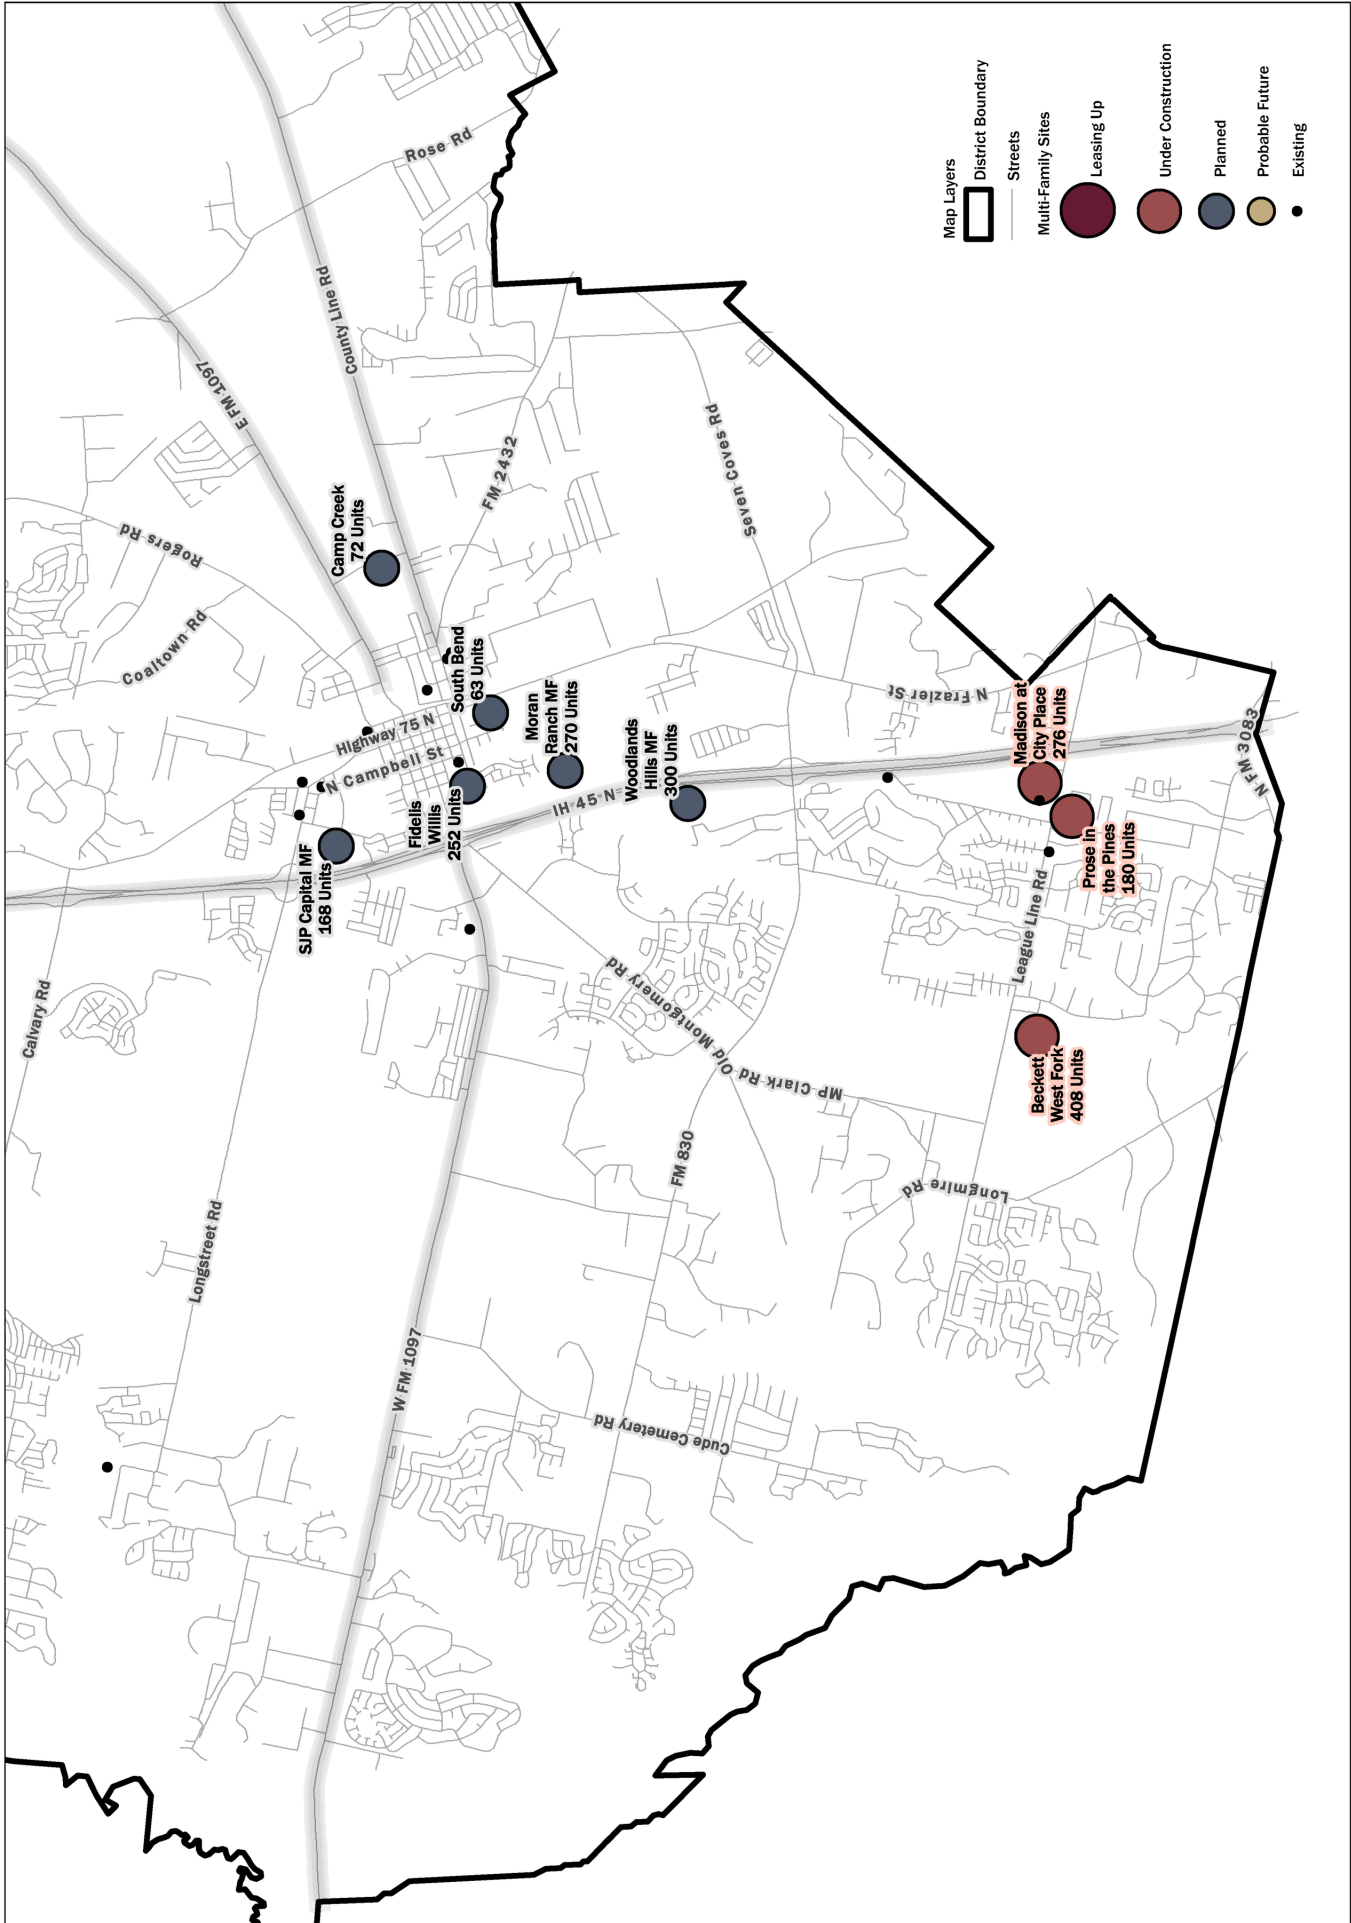 Calvary Rd
Longstreet Rd
W FM 1097
Cude Cemetery Rd
FM 830
Longmire Rd
MP Clark Rd
Old Montgomery Rd
League Line Rd
Beckett
West Fork
408 Units
Prose in
the Pines
180 Units
Madison at
City Place
276 Units
N FM 3083
N Frazier St
SJP Capital MF
168 Units
Fidelis
Willis
252 Units
IH 45 N
Woodlands
Hills MF
300 Units
Moran
Ranch MF
270 Units
South Bend
63 Units
N Campbell St
Highway 75 N
Coaltown Rd
Rogers Rd
Camp Creek
72 Units
E FM 1097
County Line Rd
Rose Rd
FM 2432
Seven Coves Rd
Map Layers
District Boundary
Streets
Multi-Family Sites
Leasing Up
Under Construction
Planned
Probable Future
Existing